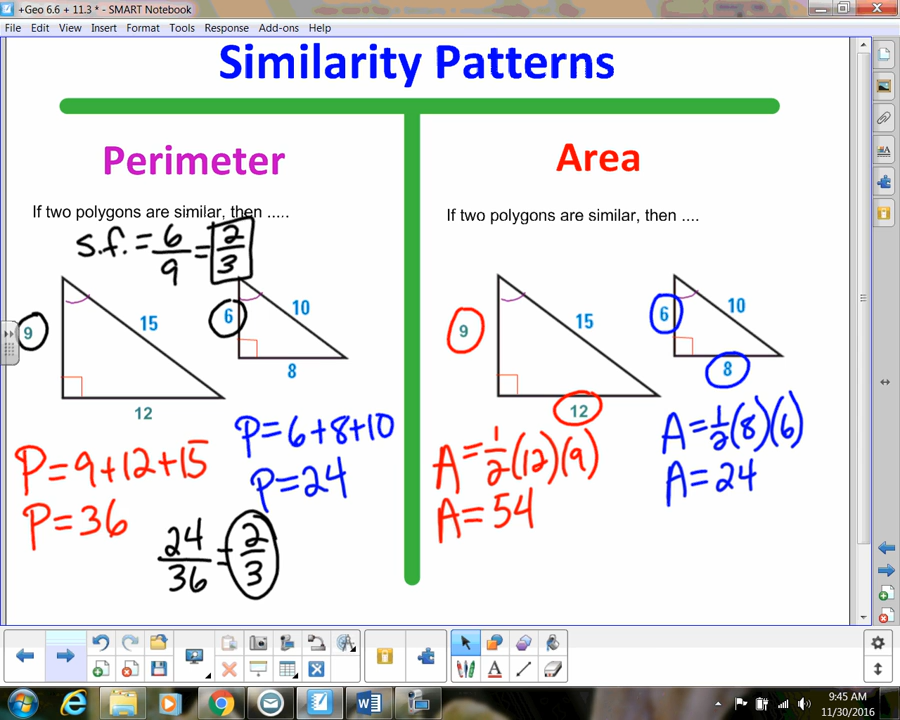 +Geo 6.6 + 11.3 * - SMART Notebook
File Edit View Insert Format Tools Response Add-ons Help
Similarity Patterns
Perimeter
If two polygons are similar, then .....
s.f. = 6/9 = 2/3
9
15
12
6
10
8
P=9+12+15
P=36
P=6+8+10
P=24
24/36 = 2/3
Area
If two polygons are similar, then ....
9
15
12
6
10
8
A=1/2(12)(9)
A=54
A=1/2(8)(6)
A=24
9:45 AM
11/30/2016